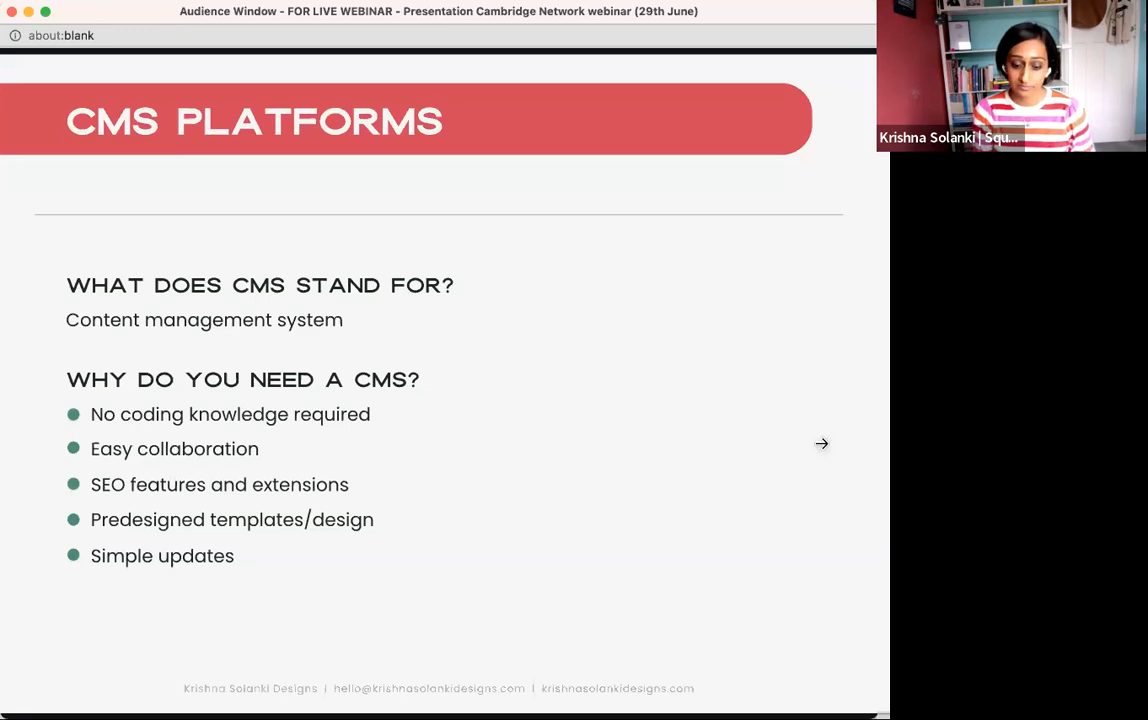 Audience Window - FOR LIVE WEBINAR - Presentation Cambridge Network webinar (29th June)
about:blank
CMS PLATFORMS
Krishna Solanki | Squ...
WHAT DOES CMS STAND FOR?
Content management system
WHY DO YOU NEED A CMS?
No coding knowledge required
Easy collaboration
SEO features and extensions
Predesigned templates/design
Simple updates
Krishna Solanki Designs | hello@krishnasolankidesigns.com | krishnasolankidesigns.com